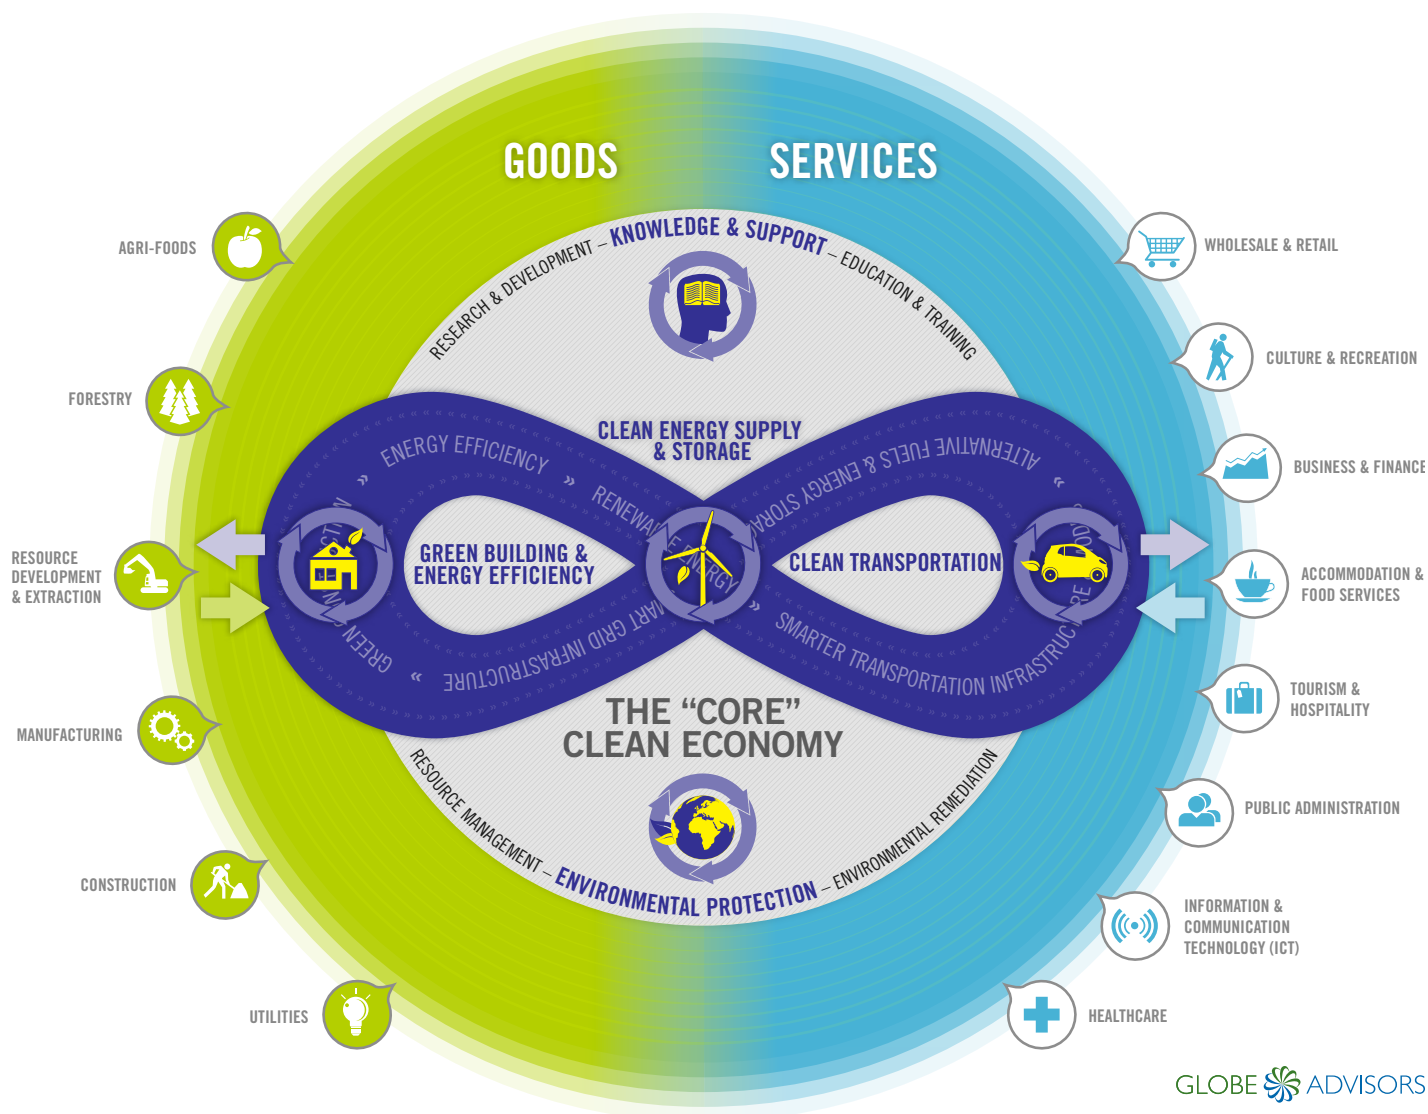 GOODS
SERVICES
RESEARCH & DEVELOPMENT – KNOWLEDGE & SUPPORT – EDUCATION & TRAINING
AGRI-FOODS
FORESTRY
RESOURCE
DEVELOPMENT
& EXTRACTION
MANUFACTURING
CONSTRUCTION
UTILITIES
CLEAN ENERGY SUPPLY
& STORAGE
» ENERGY EFFICIENCY »
RENEWABLE ENERGY »
ALTERNATIVE FUELS & ENERGY STORAGE
GREEN BUILDING &
ENERGY EFFICIENCY
CLEAN TRANSPORTATION
GREEN
SMART GRID INFRASTRUCTURE »
SMARTER TRANSPORTATION INFRASTRUCTURE
THE “CORE”
CLEAN ECONOMY
RESOURCE MANAGEMENT – ENVIRONMENTAL PROTECTION – ENVIRONMENTAL REMEDIATION
WHOLESALE & RETAIL
CULTURE & RECREATION
BUSINESS & FINANCE
ACCOMMODATION &
FOOD SERVICES
TOURISM &
HOSPITALITY
PUBLIC ADMINISTRATION
INFORMATION &
COMMUNICATION
TECHNOLOGY (ICT)
HEALTHCARE
GLOBE ADVISORS